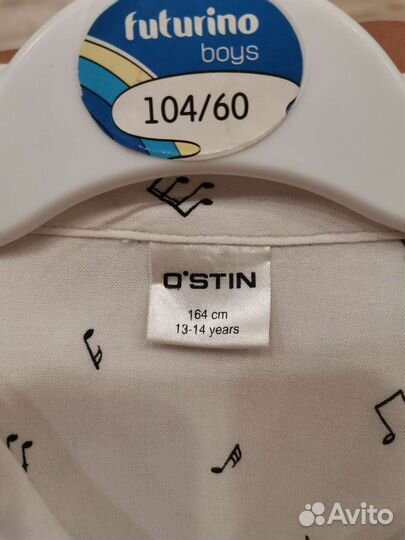 futurino
boys
104/60
O'STIN
164 cm
13-14 years
Avito